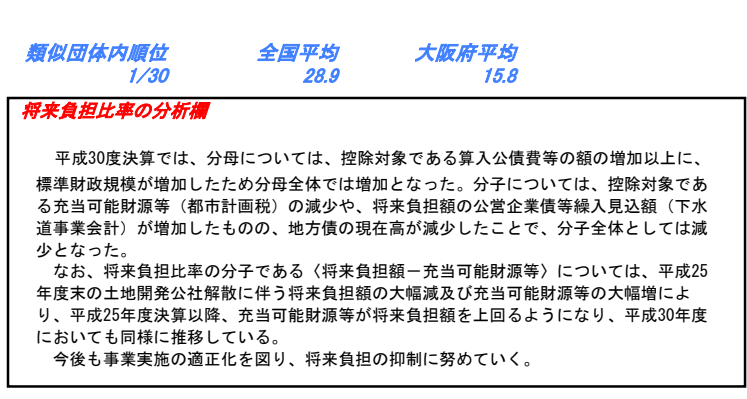 類似団体内順位 全国平均 大阪府平均
1/30 28.9 15.8
将来負担比率の分析欄
平成30度決算では、分母については、控除対象である算入公債費等の額の増加以上に、
標準財政規模が増加したため分母全体では増加となった。分子については、控除対象であ
る充当可能財源等（都市計画税）の減少や、将来負担額の公営企業債等繰入見込額（下水
道事業会計）が増加したものの、地方債の現在高が減少したことで、分子全体としては減
少となった。
なお、将来負担比率の分子である〈将来負担額－充当可能財源等〉については、平成25
年度末の土地開発公社解散に伴う将来負担額の大幅減及び充当可能財源等の大幅増によ
り、平成25年度決算以降、充当可能財源等が将来負担額を上回るようになり、平成30年度
においても同様に推移している。
今後も事業実施の適正化を図り、将来負担の抑制に努めていく。